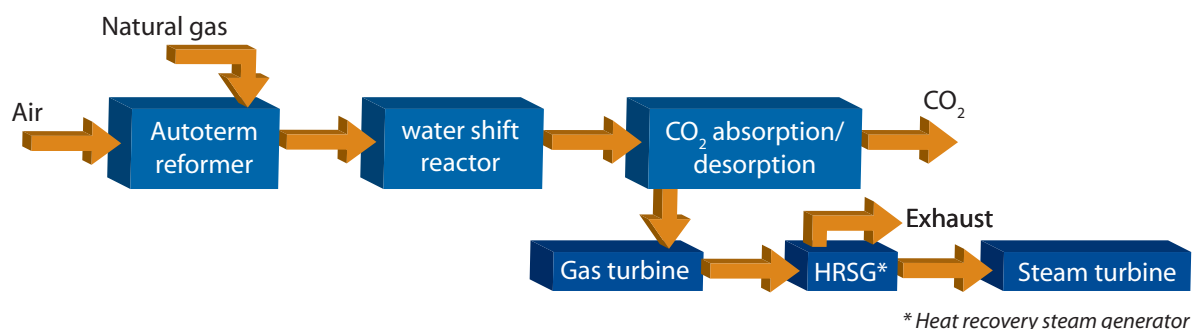 Natural gas
Air
Autoterm
reformer
water shift
reactor
CO₂ absorption/
desorption
CO₂
Exhaust
Gas turbine
HRSG*
Steam turbine
* Heat recovery steam generator